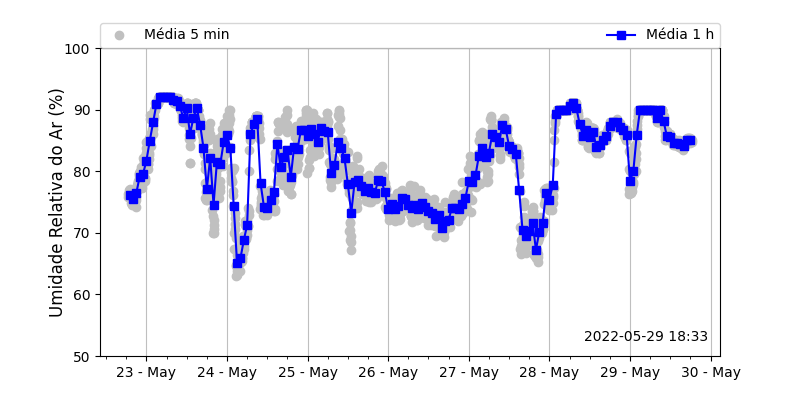 Média 5 min
Média 1 h
Umidade Relativa do Ar (%)
100
90
80
70
60
50
2022-05-29 18:33
23 - May
24 - May
25 - May
26 - May
27 - May
28 - May
29 - May
30 - May